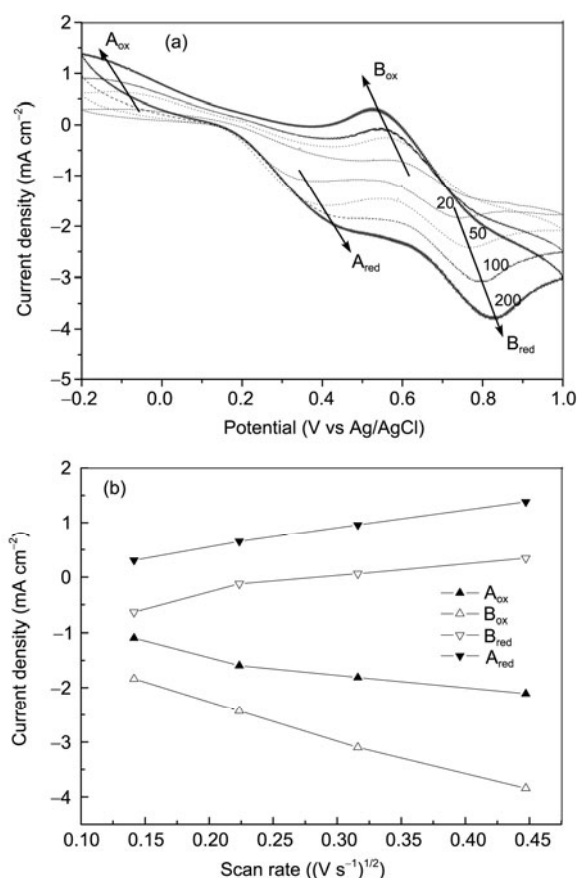 (a)
A_ox
B_ox
A_red
B_red
20
50
100
200
2
1
0
−1
−2
−3
−4
−5
Current density (mA cm⁻²)
−0.2 0.0 0.2 0.4 0.6 0.8 1.0
Potential (V vs Ag/AgCl)
(b)
2
1
0
−1
−2
−3
−4
Current density (mA cm⁻²)
A_ox
B_ox
B_red
A_red
0.10 0.15 0.20 0.25 0.30 0.35 0.40 0.45 0.50
Scan rate ((V s⁻¹)^1/2)